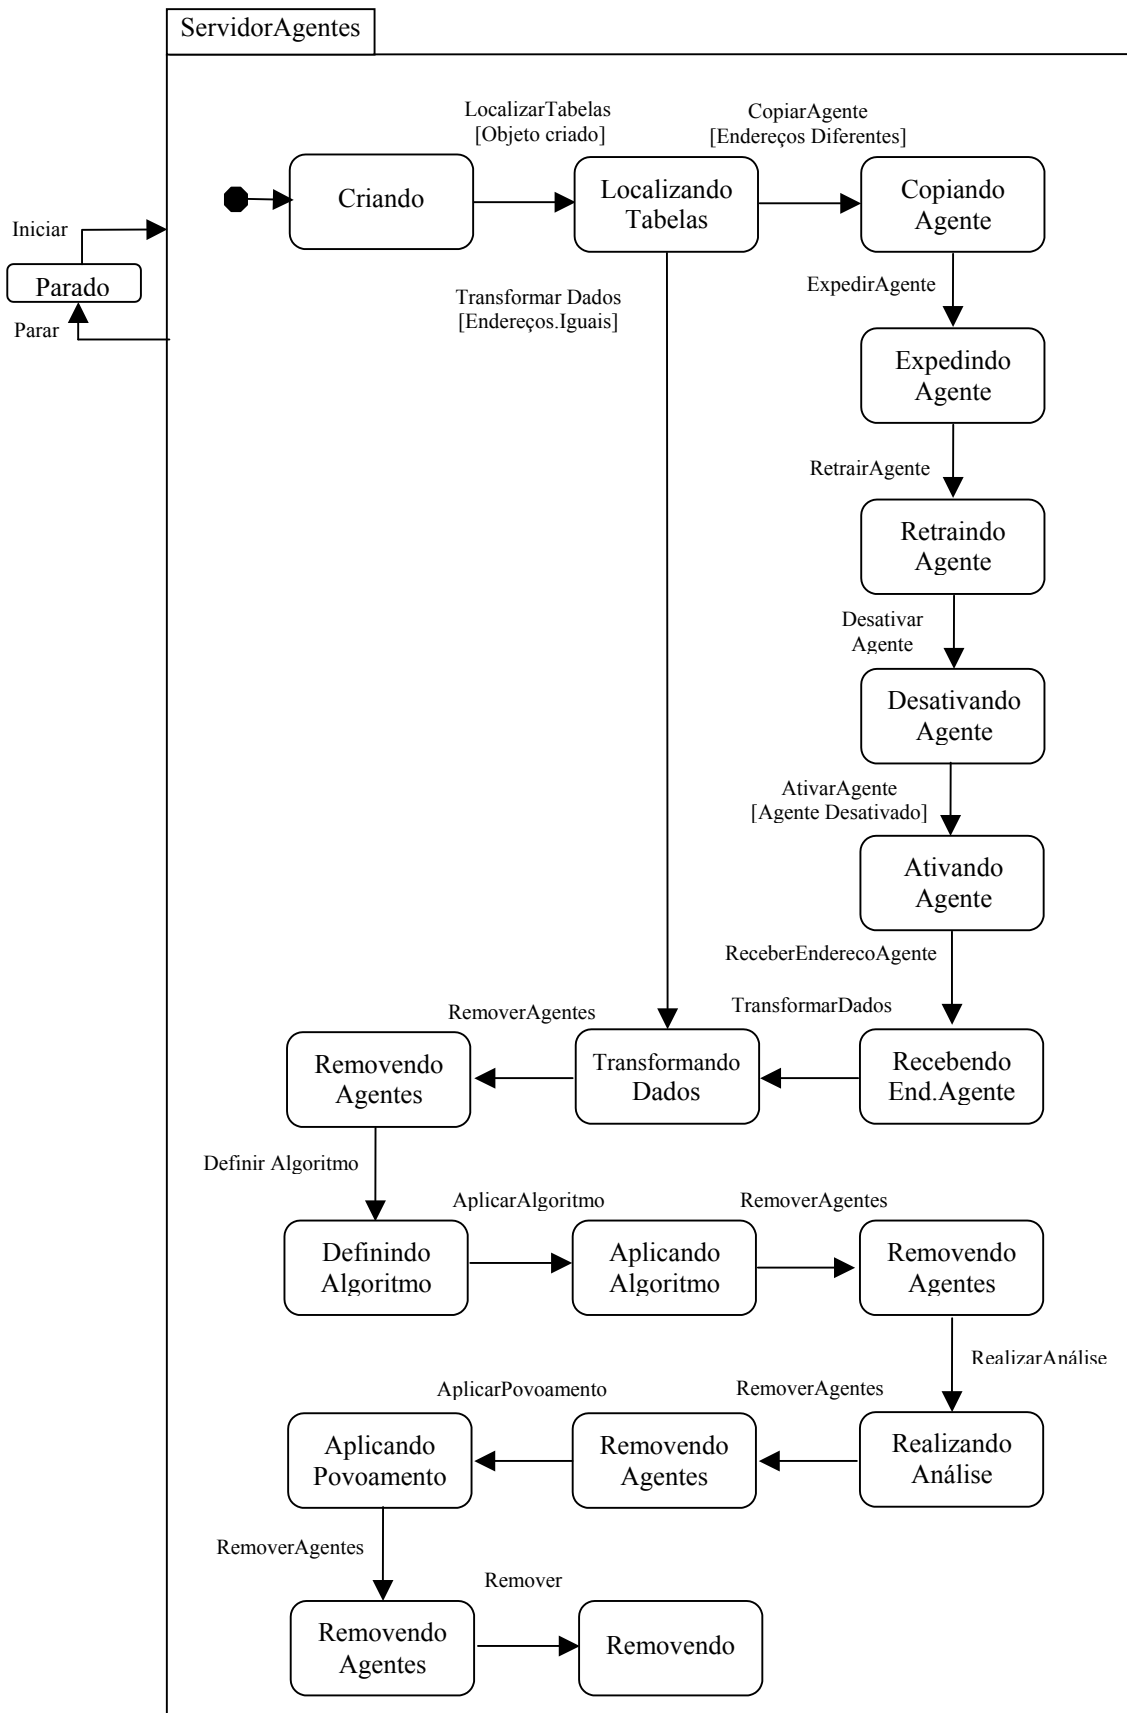 ServidorAgentes
LocalizarTabelas
[Objeto criado]
CopiarAgente
[Endereços Diferentes]
Criando
Localizando
Tabelas
Copiando
Agente
Iniciar
Parado
Parar
Transformar Dados
[Endereços.Iguais]
ExpedirAgente
Expedindo
Agente
RetrairAgente
Retraindo
Agente
Desativar
Agente
Desativando
Agente
AtivarAgente
[Agente Desativado]
Ativando
Agente
ReceberEnderecoAgente
RemoverAgentes
TransformarDados
Removendo
Agentes
Transformando
Dados
Recebendo
End.Agente
Definir Algoritmo
AplicarAlgoritmo
RemoverAgentes
Definindo
Algoritmo
Aplicando
Algoritmo
Removendo
Agentes
RealizarAnálise
AplicarPovoamento
RemoverAgentes
Aplicando
Povoamento
Removendo
Agentes
Realizando
Análise
RemoverAgentes
Remover
Removendo
Agentes
Removendo